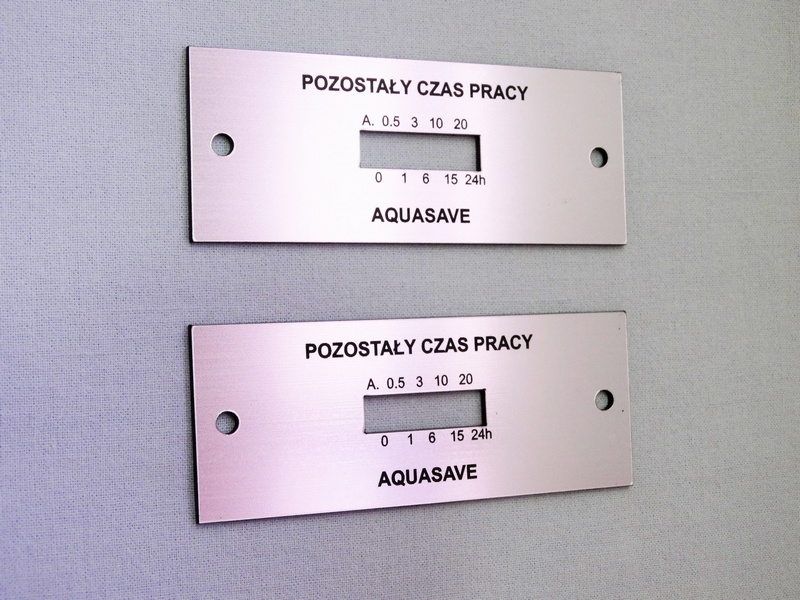 POZOSTAŁY CZAS PRACY
A. 0.5 3 10 20
0 1 6 15 24h
AQUASAVE
POZOSTAŁY CZAS PRACY
A. 0.5 3 10 20
0 1 6 15 24h
AQUASAVE